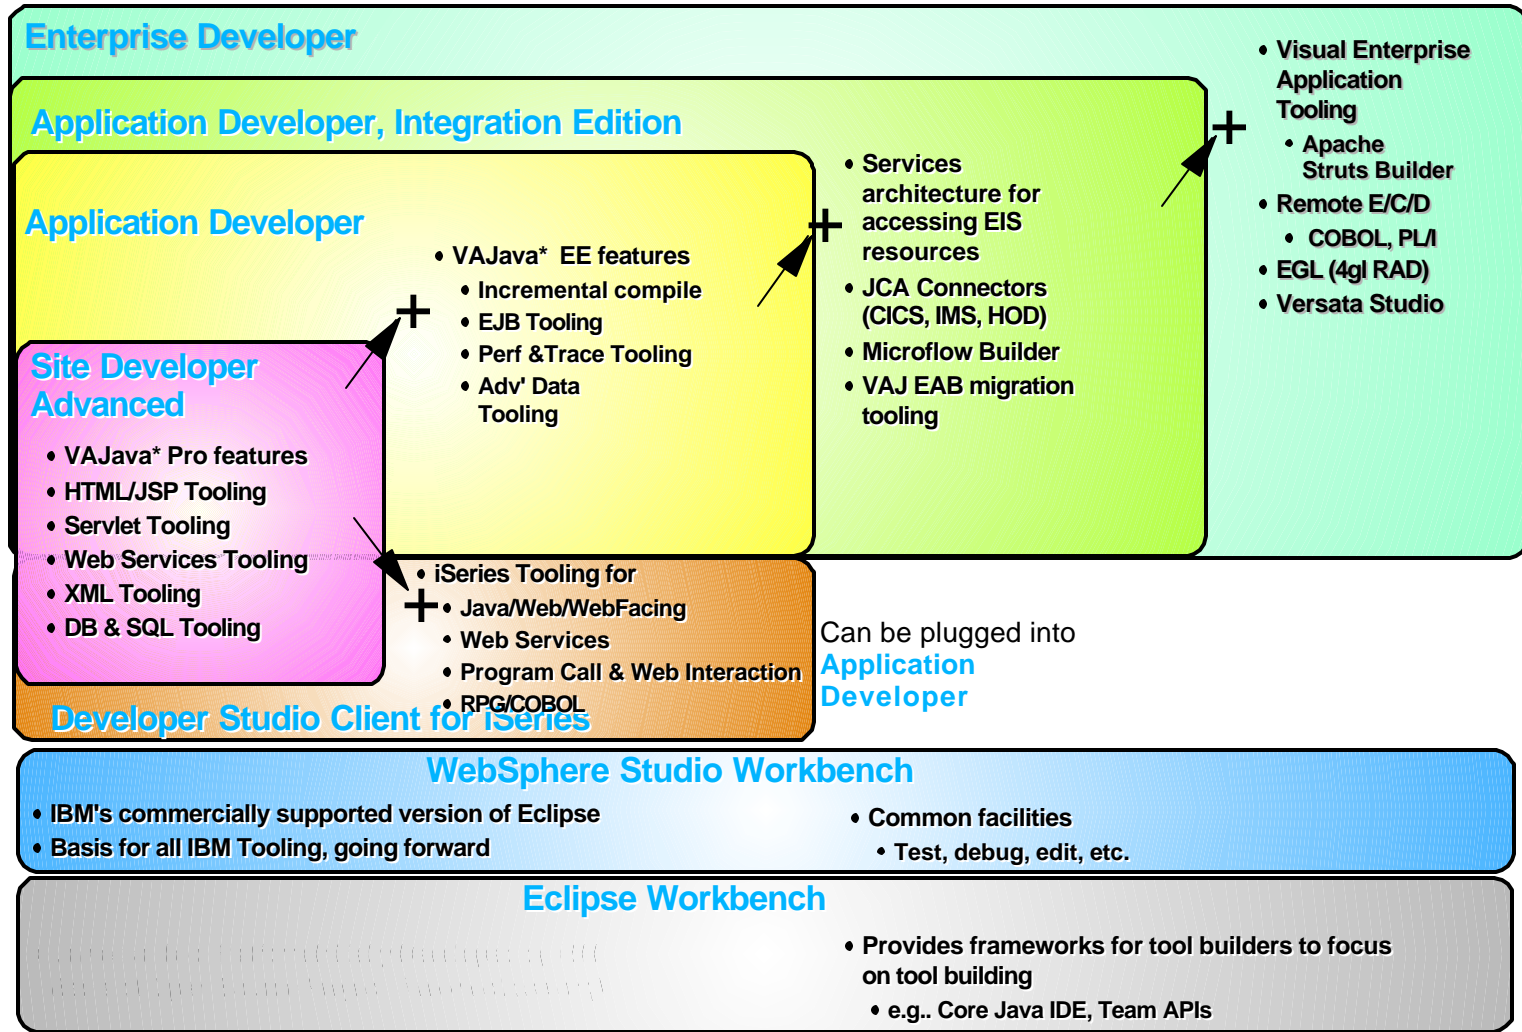 Enterprise Developer
• Visual Enterprise
Application
Tooling
• Apache
Struts Builder
• Remote E/C/D
• COBOL, PL/I
• EGL (4gl RAD)
• Versata Studio
Application Developer, Integration Edition
+
• Services
architecture for
accessing EIS
resources
• JCA Connectors
(CICS, IMS, HOD)
• Microflow Builder
• VAJ EAB migration
tooling
Application Developer
+
• VAJava* EE features
• Incremental compile
• EJB Tooling
• Perf &Trace Tooling
• Adv' Data
Tooling
+
Site Developer
Advanced
• VAJava* Pro features
• HTML/JSP Tooling
• Servlet Tooling
• Web Services Tooling
• XML Tooling
• DB & SQL Tooling
+
• iSeries Tooling for
• Java/Web/WebFacing
• Web Services
• Program Call & Web Interaction
• RPG/COBOL
Developer Studio Client for iSeries
Can be plugged into
Application
Developer
WebSphere Studio Workbench
• IBM's commercially supported version of Eclipse
• Basis for all IBM Tooling, going forward
• Common facilities
• Test, debug, edit, etc.
Eclipse Workbench
• Provides frameworks for tool builders to focus
on tool building
• e.g.. Core Java IDE, Team APIs